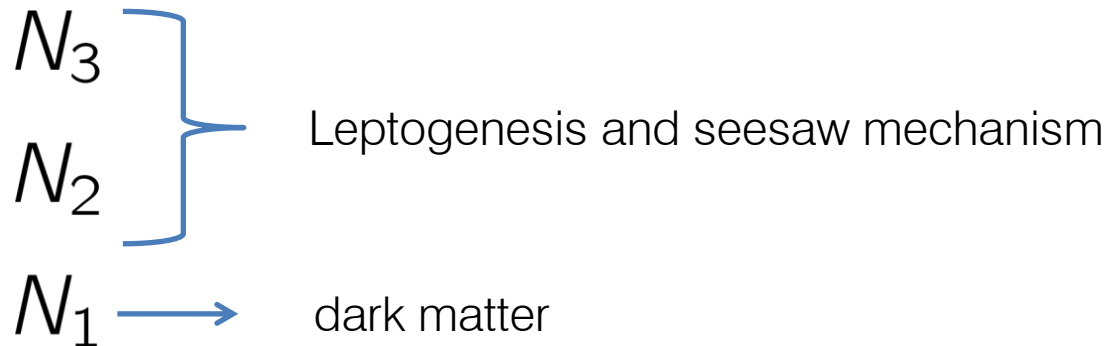 N₃
Leptogenesis and seesaw mechanism
N₂
N₁
dark matter